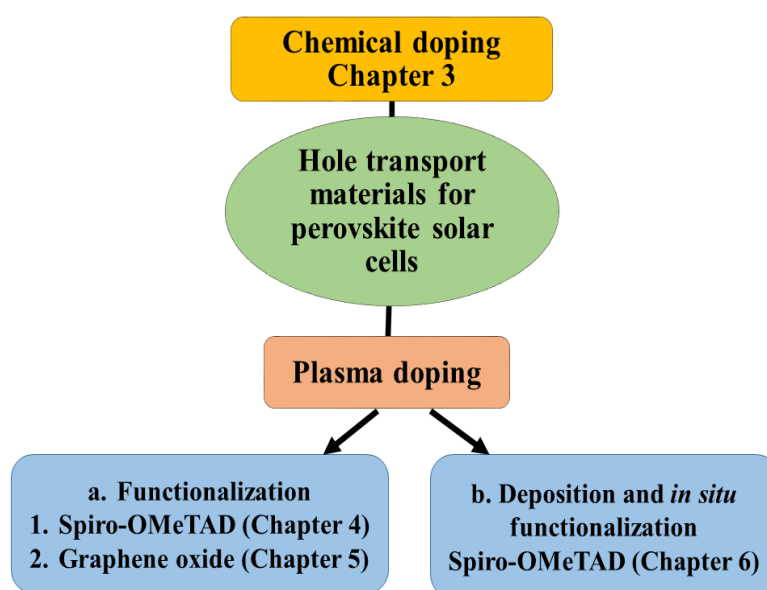 Chemical doping
Chapter 3
Hole transport
materials for
perovskite solar
cells
Plasma doping
a. Functionalization
1. Spiro-OMeTAD (Chapter 4)
2. Graphene oxide (Chapter 5)
b. Deposition and in situ
functionalization
Spiro-OMeTAD (Chapter 6)